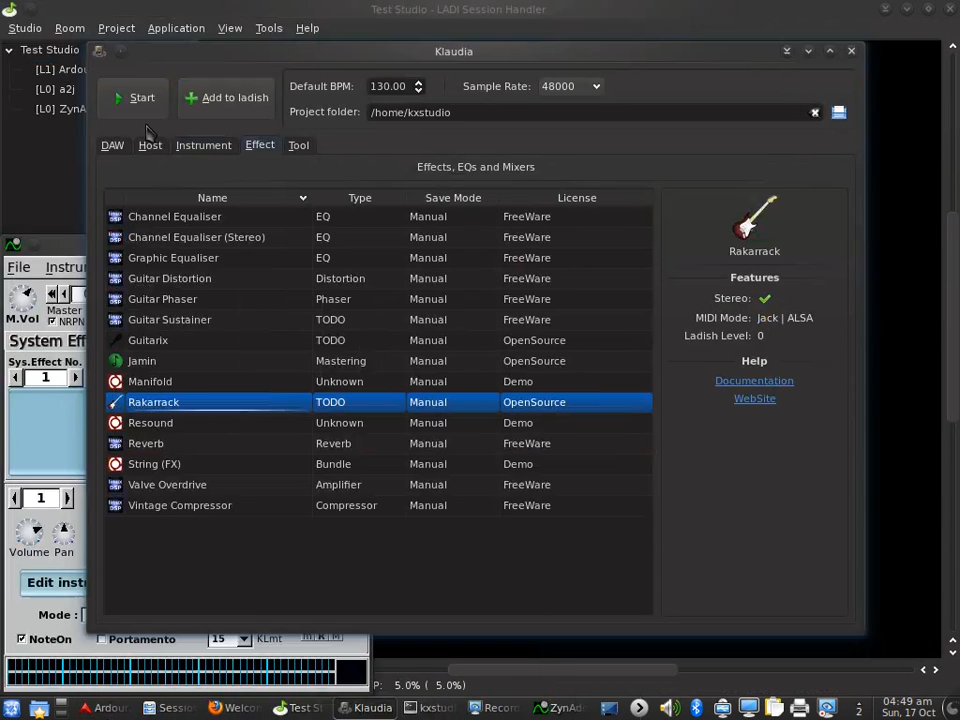 Test Studio - LADI Session Handler
Studio Room Project Application View Tools Help
Test Studio
[L1] Ardou
[L0] a2j
[L0] ZynA
Klaudia
Start
Add to ladish
Default BPM: 130.00
Sample Rate: 48000
Project folder: /home/kxstudio
DAW Host Instrument Effect Tool
Effects, EQs and Mixers
Name Type Save Mode License
Channel Equaliser EQ Manual FreeWare
Channel Equaliser (Stereo) EQ Manual FreeWare
Graphic Equaliser EQ Manual FreeWare
Guitar Distortion Distortion Manual FreeWare
Guitar Phaser Phaser Manual FreeWare
Guitar Sustainer TODO Manual FreeWare
Guitarix TODO Manual OpenSource
Jamin Mastering Manual OpenSource
Manifold Unknown Manual Demo
Rakarrack TODO Manual OpenSource
Resound Unknown Manual Demo
Reverb Reverb Manual FreeWare
String (FX) Bundle Manual Demo
Valve Overdrive Amplifier Manual FreeWare
Vintage Compressor Compressor Manual FreeWare
Rakarrack
Features
Stereo:
MIDI Mode: Jack | ALSA
Ladish Level: 0
Help
Documentation
WebSite
File Instrum
M.Vol
Master
NRPN
System Effe
Sys.Effect No.
1
1
Volume Pan
Edit instr
Mode :
NoteOn Portamento 15 KLmt
P: 5.0% ( 5.0%)
Ardour Sessio Welco Test St Klaudia kxstud Record ZynAd
2
04:49 am
Sun, 17 Oct